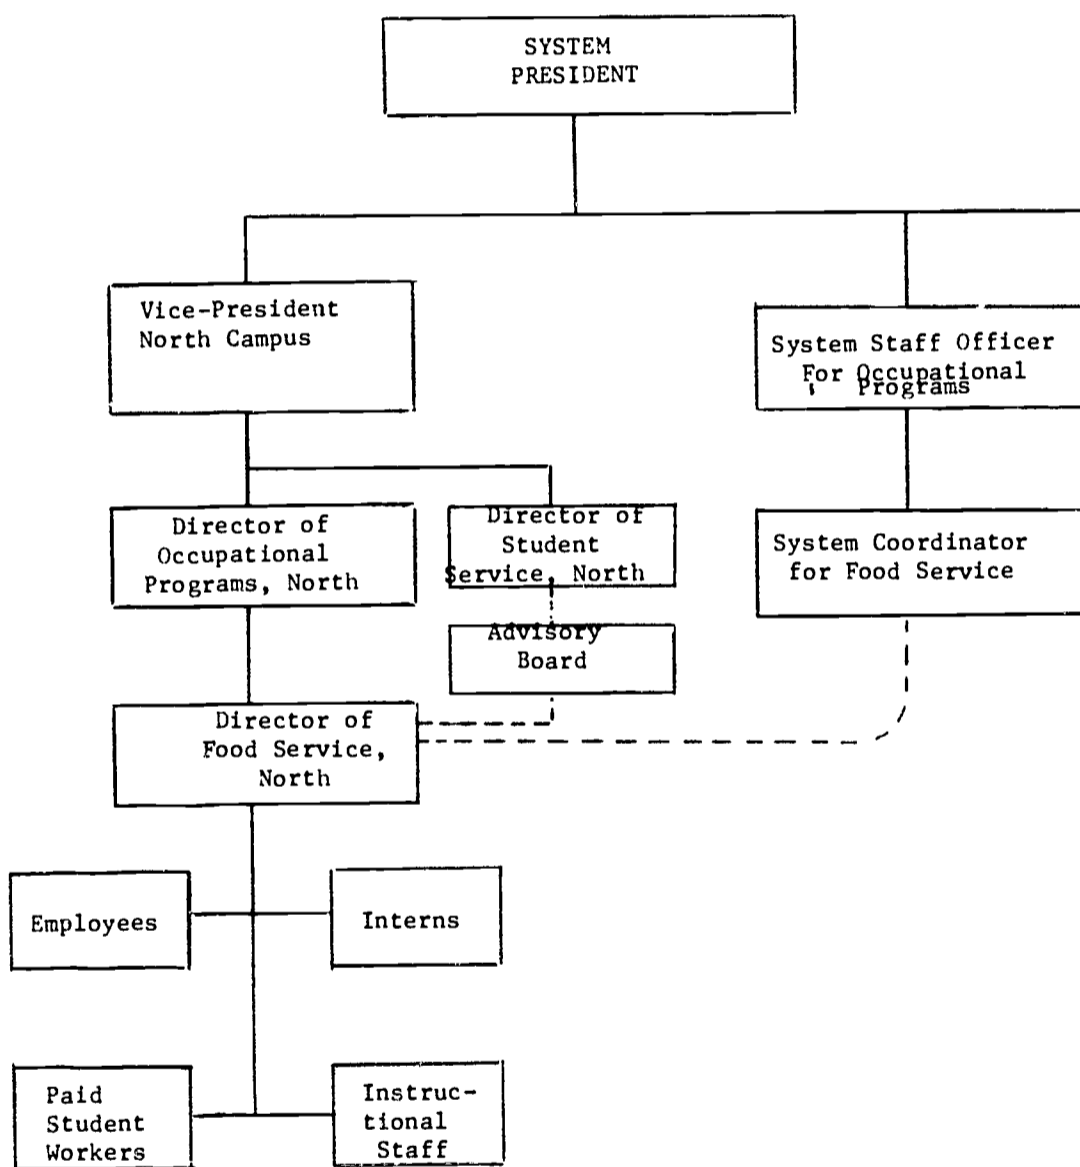 SYSTEM
PRESIDENT
Vice-President
North Campus
System Staff Officer
For Occupational
Programs
Director of
Occupational
Programs, North
Director of
Student
Service, North
System Coordinator
for Food Service
Advisory
Board
Director of
Food Service,
North
Employees
Interns
Paid
Student
Workers
Instruc-
tional
Staff